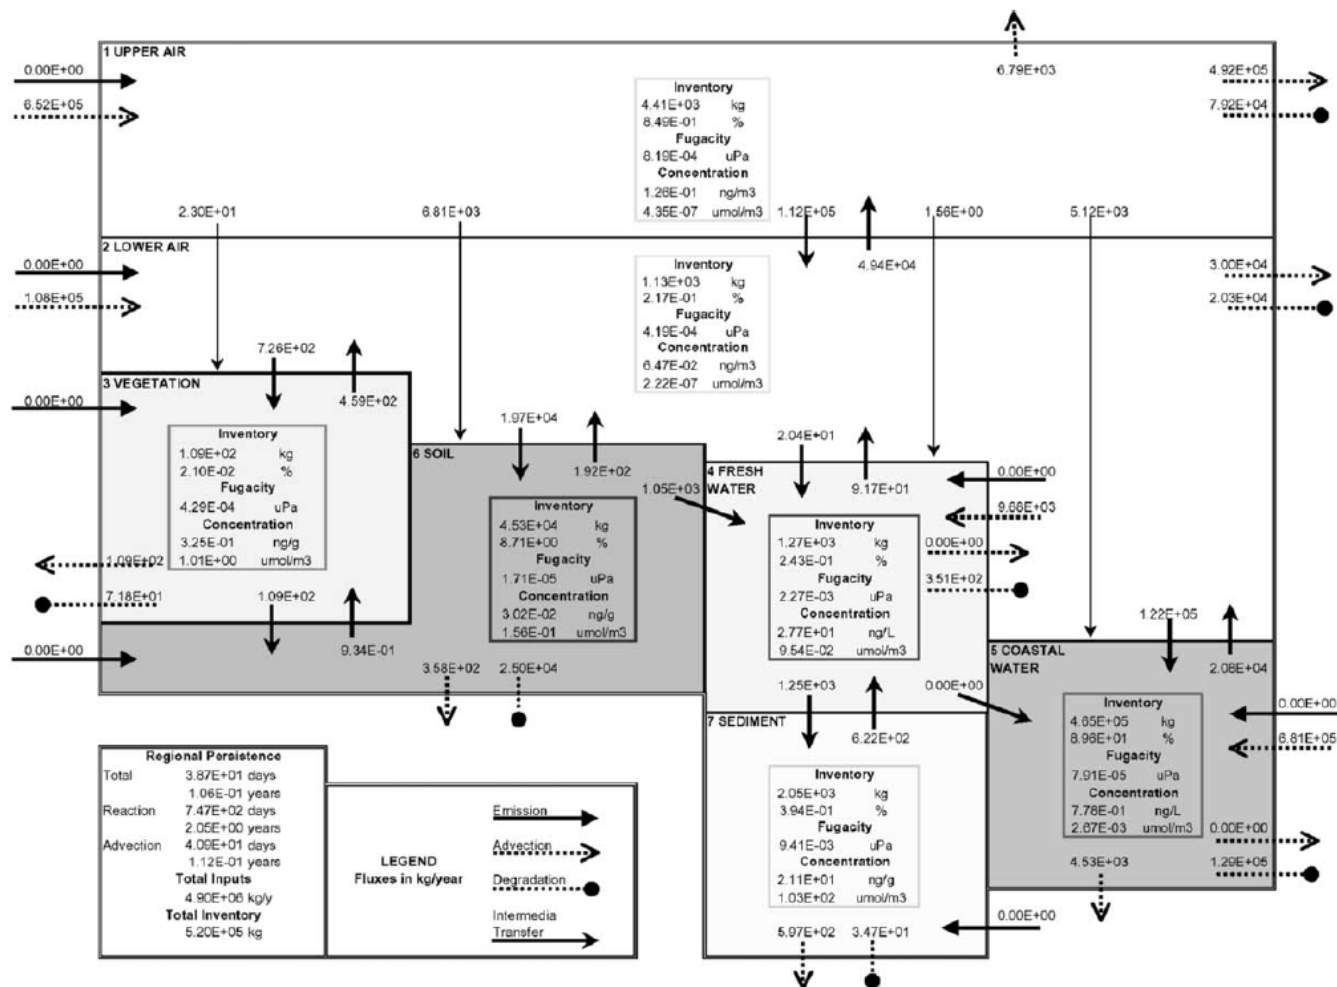 1 UPPER AIR
0.00E+00
6.52E+05
6.79E+03
4.92E+05
7.92E+04
Inventory
4.41E+03 kg
8.49E-01 %
Fugacity
8.19E-04 uPa
Concentration
1.26E-01 ng/m3
4.35E-07 umol/m3
2.30E+01
6.81E+03
1.12E+05
1.56E+00
5.12E+03
2 LOWER AIR
0.00E+00
1.08E+05
4.94E+04
3.00E+04
2.03E+04
Inventory
1.13E+03 kg
2.17E-01 %
Fugacity
4.19E-04 uPa
Concentration
6.47E-02 ng/m3
2.22E-07 umol/m3
7.26E+02
3 VEGETATION
0.00E+00
4.59E+02
Inventory
1.09E+02 kg
2.10E-02 %
Fugacity
4.29E-04 uPa
Concentration
3.25E-01 ng/g
1.01E+00 umol/m3
1.09E+02
7.18E+01
1.09E+02
9.34E-01
0.00E+00
6 SOIL
1.97E+04
1.92E+02
1.05E+03
Inventory
4.53E+04 kg
8.71E+00 %
Fugacity
1.71E-05 uPa
Concentration
3.02E-02 ng/g
1.56E-01 umol/m3
3.58E+02
2.50E+04
4 FRESH
WATER
2.04E+01
9.17E+01
0.00E+00
9.68E+03
0.00E+00
3.51E+02
Inventory
1.27E+03 kg
2.43E-01 %
Fugacity
2.27E-03 uPa
Concentration
2.77E+01 ng/L
9.54E-02 umol/m3
1.25E+03
0.00E+00
6.22E+02
5 COASTAL
WATER
1.22E+05
2.08E+04
0.00E+00
6.81E+05
Inventory
4.65E+05 kg
8.96E+01 %
Fugacity
7.91E-05 uPa
Concentration
7.78E-01 ng/L
2.67E-03 umol/m3
0.00E+00
4.53E+03
1.29E+05
7 SEDIMENT
Inventory
2.05E+03 kg
3.94E-01 %
Fugacity
9.41E-03 uPa
Concentration
2.11E+01 ng/g
1.03E+02 umol/m3
0.00E+00
5.97E+02
3.47E+01
Regional Persistence
Total 3.87E+01 days
1.06E-01 years
Reaction 7.47E+02 days
2.05E+00 years
Advection 4.09E+01 days
1.12E-01 years
Total Inputs
4.90E+06 kg/y
Total Inventory
5.20E+05 kg
LEGEND
Fluxes in kg/year
Emission
Advection
Degradation
Intermedia
Transfer